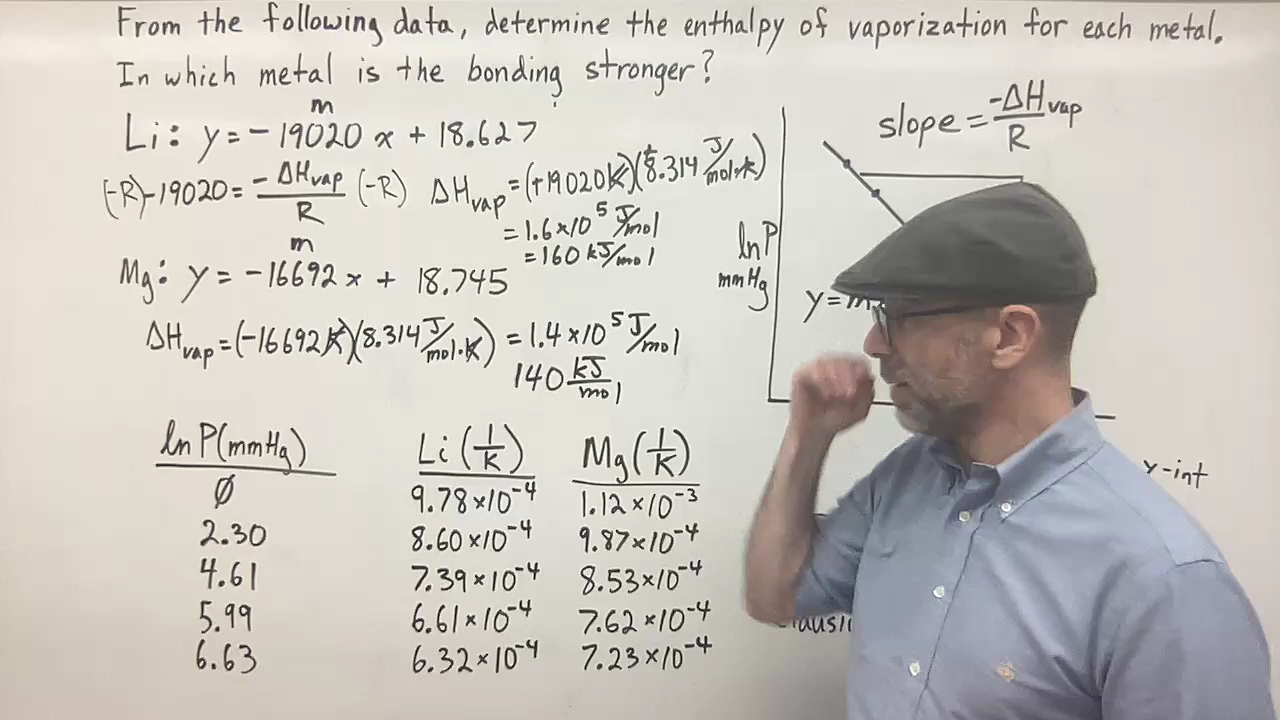 From the following data, determine the enthalpy of vaporization for each metal.
In which metal is the bonding stronger?
m
Li: y = -19020 x + 18.627
(-R)-19020 = -ΔHvap/R (-R)
ΔHvap = (+19020K)(+8.314 J/mol·K)
= 1.6×10^5 J/mol
= 160 kJ/mol
m
Mg: y = -16692 x + 18.745
ΔHvap = (-16692K)(8.314 J/mol·K) = 1.4×10^5 J/mol
140 kJ/mol
ln P(mmHg) Li (1/K) Mg (1/K)
Ø 9.78×10^-4 1.12×10^-3
2.30 8.60×10^-4 9.87×10^-4
4.61 7.39×10^-4 8.53×10^-4
5.99 6.61×10^-4 7.62×10^-4
6.63 6.32×10^-4 7.23×10^-4
slope = -ΔHvap/R
ln P
mmHg
y = m
y-int